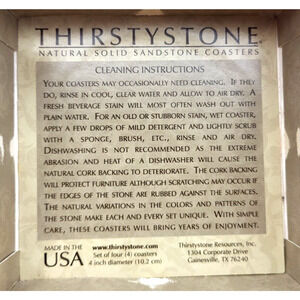 THIRSTYSTONE
NATURAL SOLID SANDSTONE COASTERS
CLEANING INSTRUCTIONS
YOUR COASTERS MAY OCCASIONALLY NEED CLEANING. IF THEY
DO, RINSE IN COOL, CLEAR WATER AND ALLOW TO AIR DRY. A
FRESH BEVERAGE STAIN WILL MOST OFTEN WASH OUT WITH
PLAIN WATER. FOR AN OLD OR STUBBORN STAIN, WET COASTER,
APPLY A FEW DROPS OF MILD DETERGENT AND LIGHTLY SCRUB
WITH A SPONGE, BRUSH, ETC., RINSE AND AIR DRY.
DISHWASHING IS NOT RECOMMENDED AS THE EXTREME
ABRASION AND HEAT OF A DISHWASHER WILL CAUSE THE
NATURAL CORK BACKING TO DETERIORATE. THE CORK BACKING
WILL PROTECT FURNITURE ALTHOUGH SCRATCHING MAY OCCUR IF
THE EDGES OF THE STONE ARE RUBBED AGAINST THE SURFACES.
THE NATURAL VARIATIONS IN THE COLORS AND PATTERNS OF
THE STONE MAKE EACH AND EVERY SET UNIQUE. WITH SIMPLE
CARE, THESE COASTERS WILL BRING YEARS OF ENJOYMENT.
MADE IN THE
USA
www.thirstystone.com
Set of four (4) coasters
4 inch diameter (10.2 cm)
Thirstystone Resources, Inc.
1304 Corporate Drive
Gainesville, TX 76240